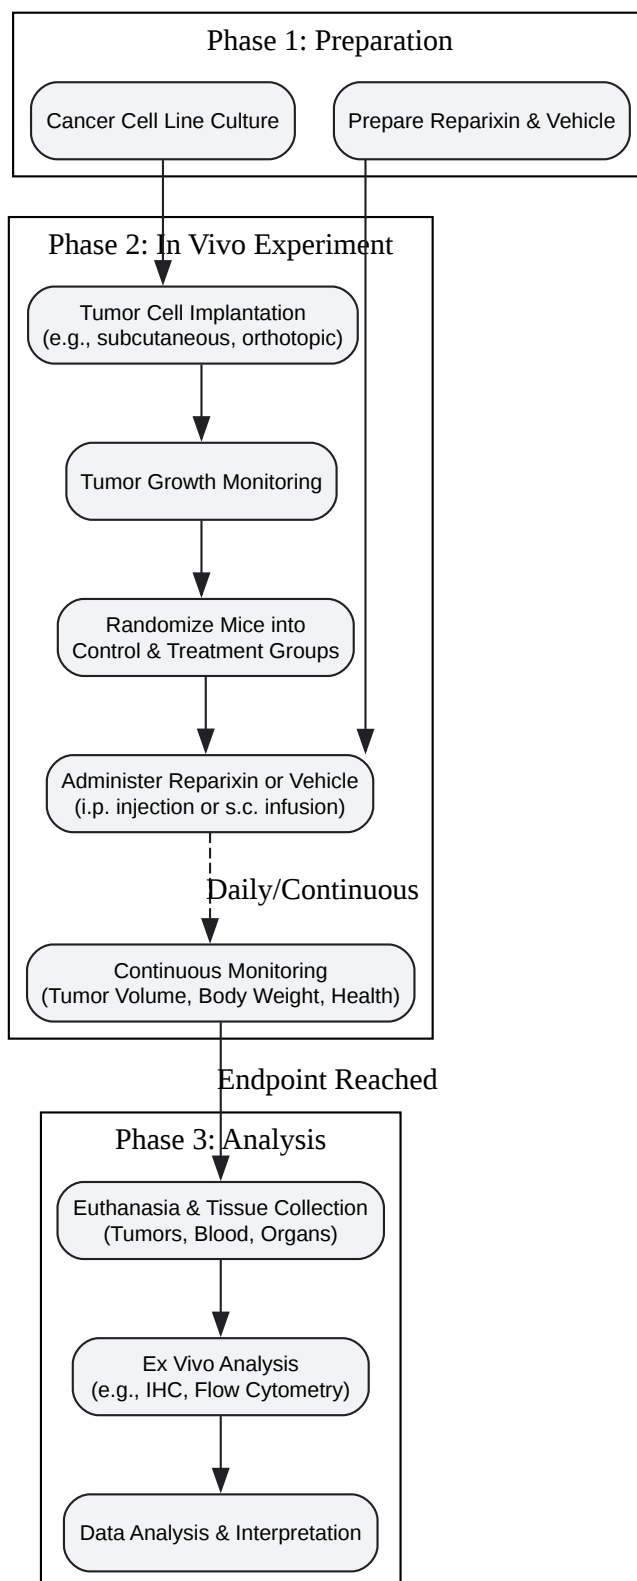 Phase 1: Preparation
Cancer Cell Line Culture
Prepare Reparixin & Vehicle
Phase 2: In Vivo Experiment
Tumor Cell Implantation
(e.g., subcutaneous, orthotopic)
Tumor Growth Monitoring
Randomize Mice into
Control & Treatment Groups
Administer Reparixin or Vehicle
(i.p. injection or s.c. infusion)
Daily/Continuous
Continuous Monitoring
(Tumor Volume, Body Weight, Health)
Endpoint Reached
Phase 3: Analysis
Euthanasia & Tissue Collection
(Tumors, Blood, Organs)
Ex Vivo Analysis
(e.g., IHC, Flow Cytometry)
Data Analysis & Interpretation